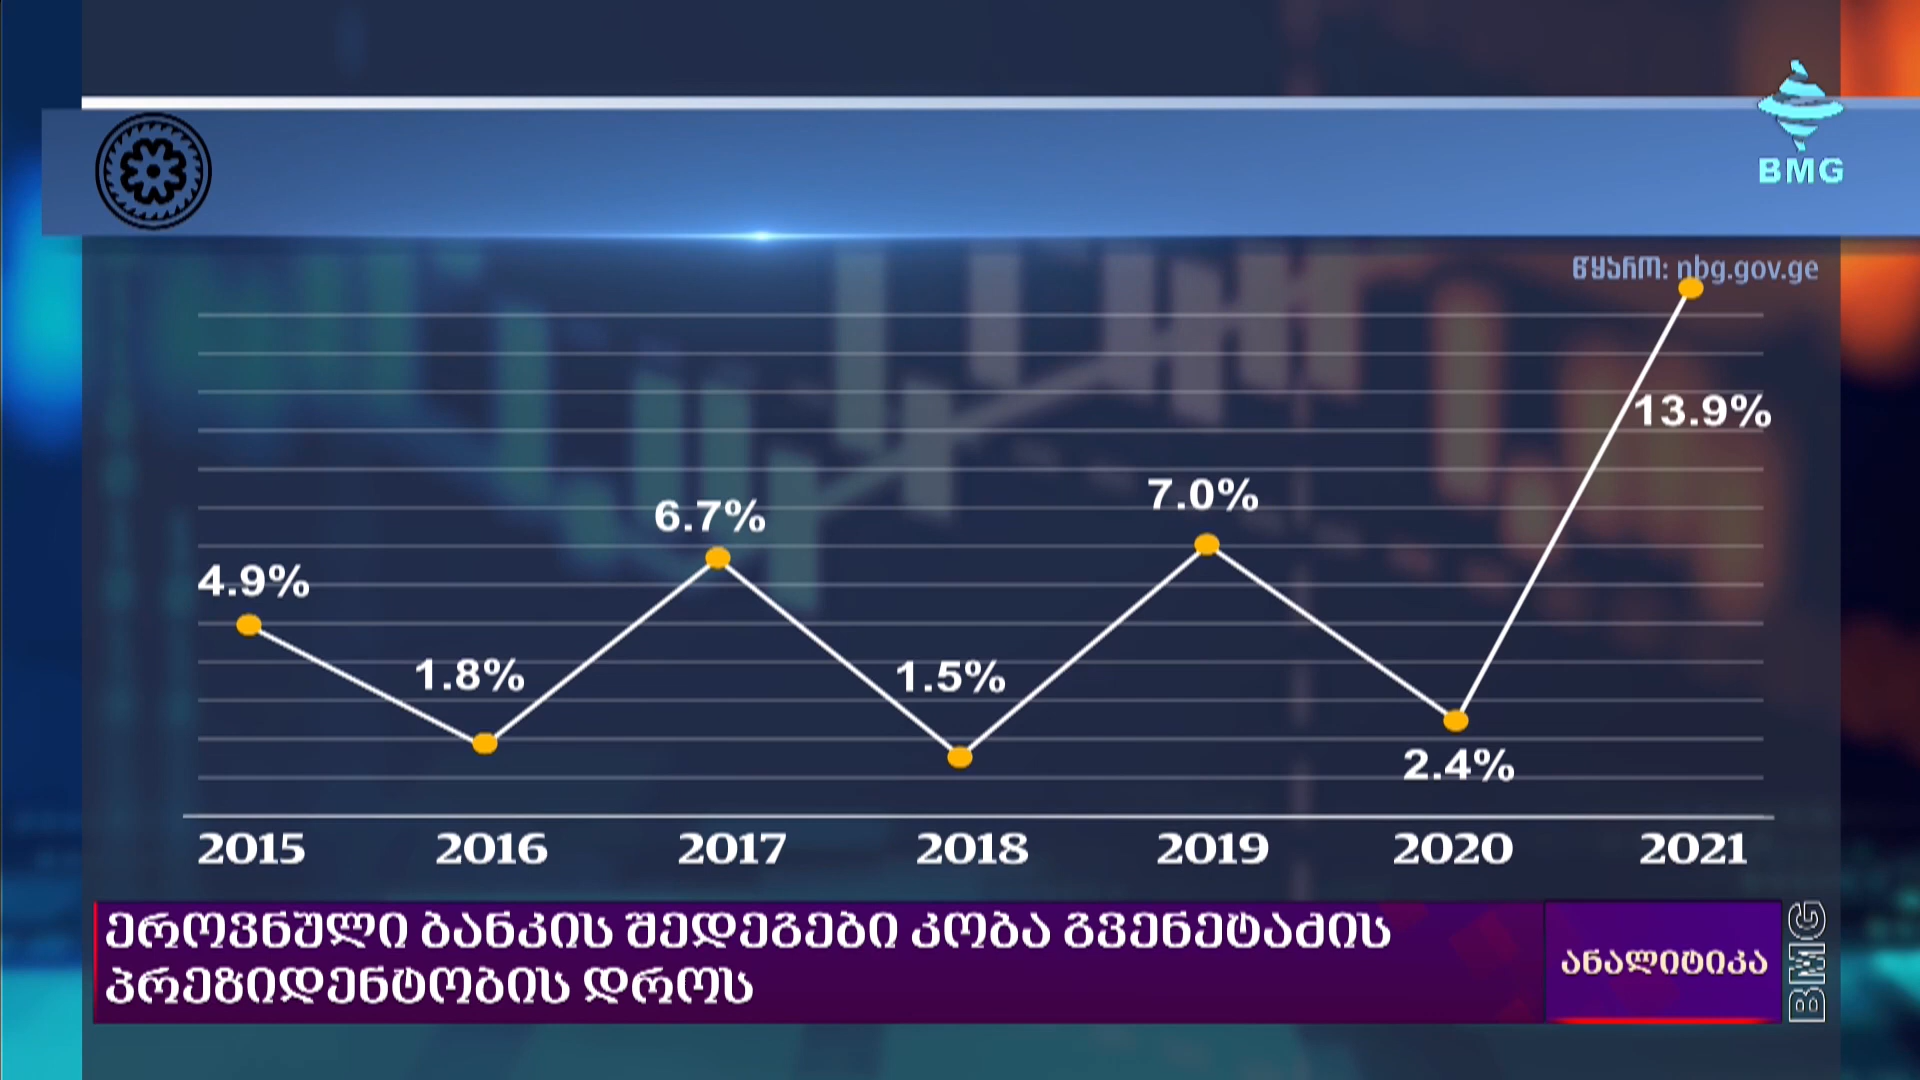 BMG
წყარო: nbg.gov.ge
13.9%
7.0%
6.7%
4.9%
1.8%
1.5%
2.4%
2015 2016 2017 2018 2019 2020 2021
ეროვნული ბანკის შედეგები კობა გვენეტაძის
პრეზიდენტობის დროს
ანალიტიკა
BMG